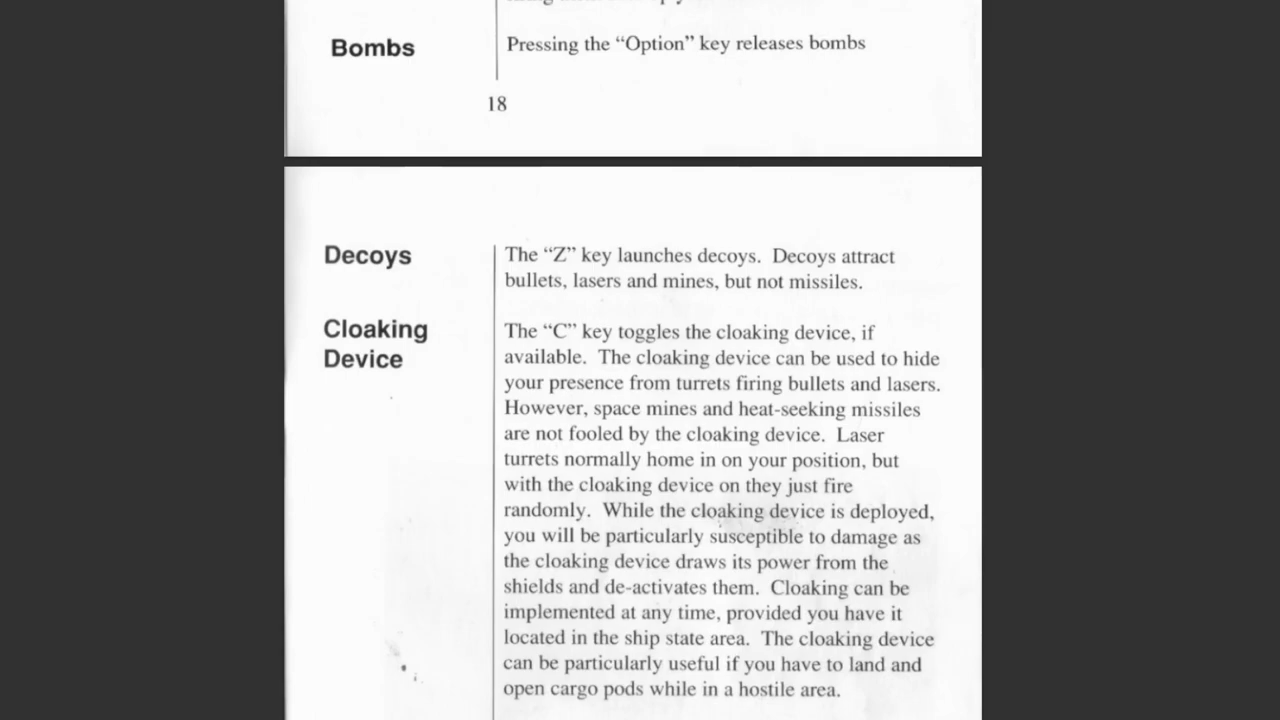 Bombs
Pressing the “Option” key releases bombs
18
Decoys
The “Z” key launches decoys.  Decoys attract
bullets, lasers and mines, but not missiles.
Cloaking
Device
The “C” key toggles the cloaking device, if
available.  The cloaking device can be used to hide
your presence from turrets firing bullets and lasers.
However, space mines and heat-seeking missiles
are not fooled by the cloaking device.  Laser
turrets normally home in on your position, but
with the cloaking device on they just fire
randomly.  While the cloaking device is deployed,
you will be particularly susceptible to damage as
the cloaking device draws its power from the
shields and de-activates them.  Cloaking can be
implemented at any time, provided you have it
located in the ship state area.  The cloaking device
can be particularly useful if you have to land and
open cargo pods while in a hostile area.